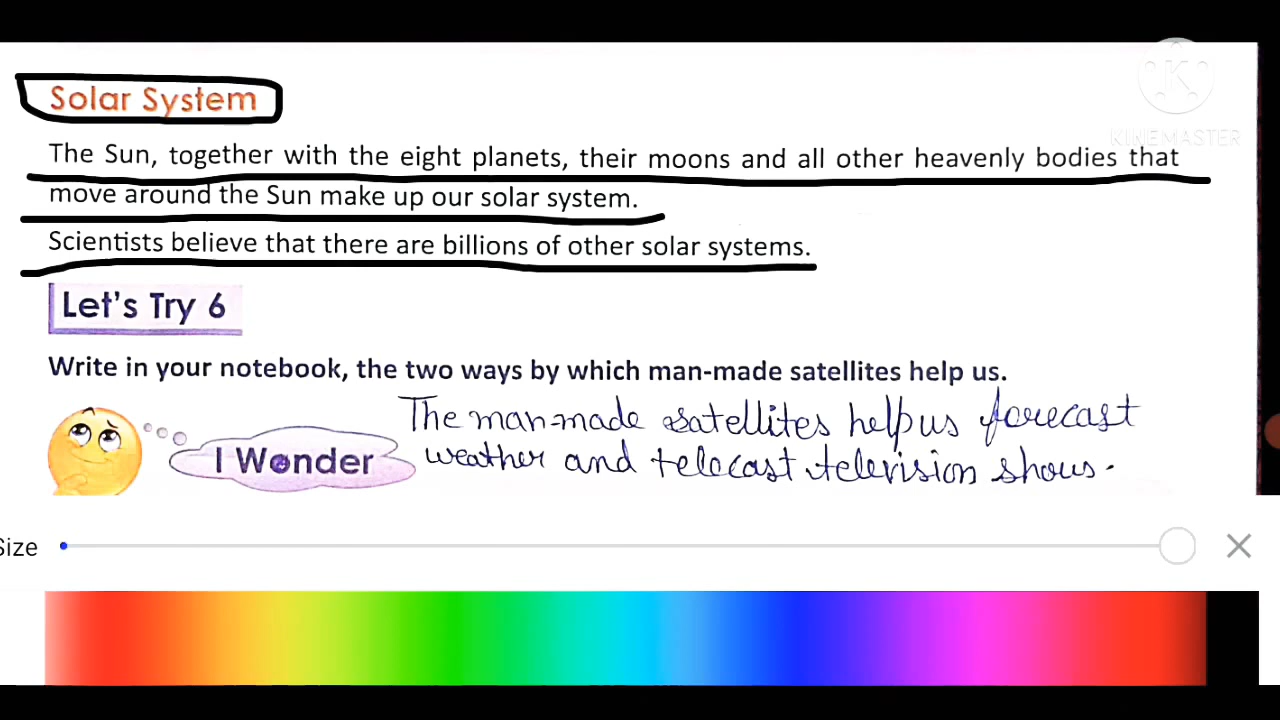 Solar System
KINEMASTER
The Sun, together with the eight planets, their moons and all other heavenly bodies that
move around the Sun make up our solar system.
Scientists believe that there are billions of other solar systems.
Let's Try 6
Write in your notebook, the two ways by which man-made satellites help us.
The man-made satellites help us forecast
I Wonder
weather and telecast television shows.
Size